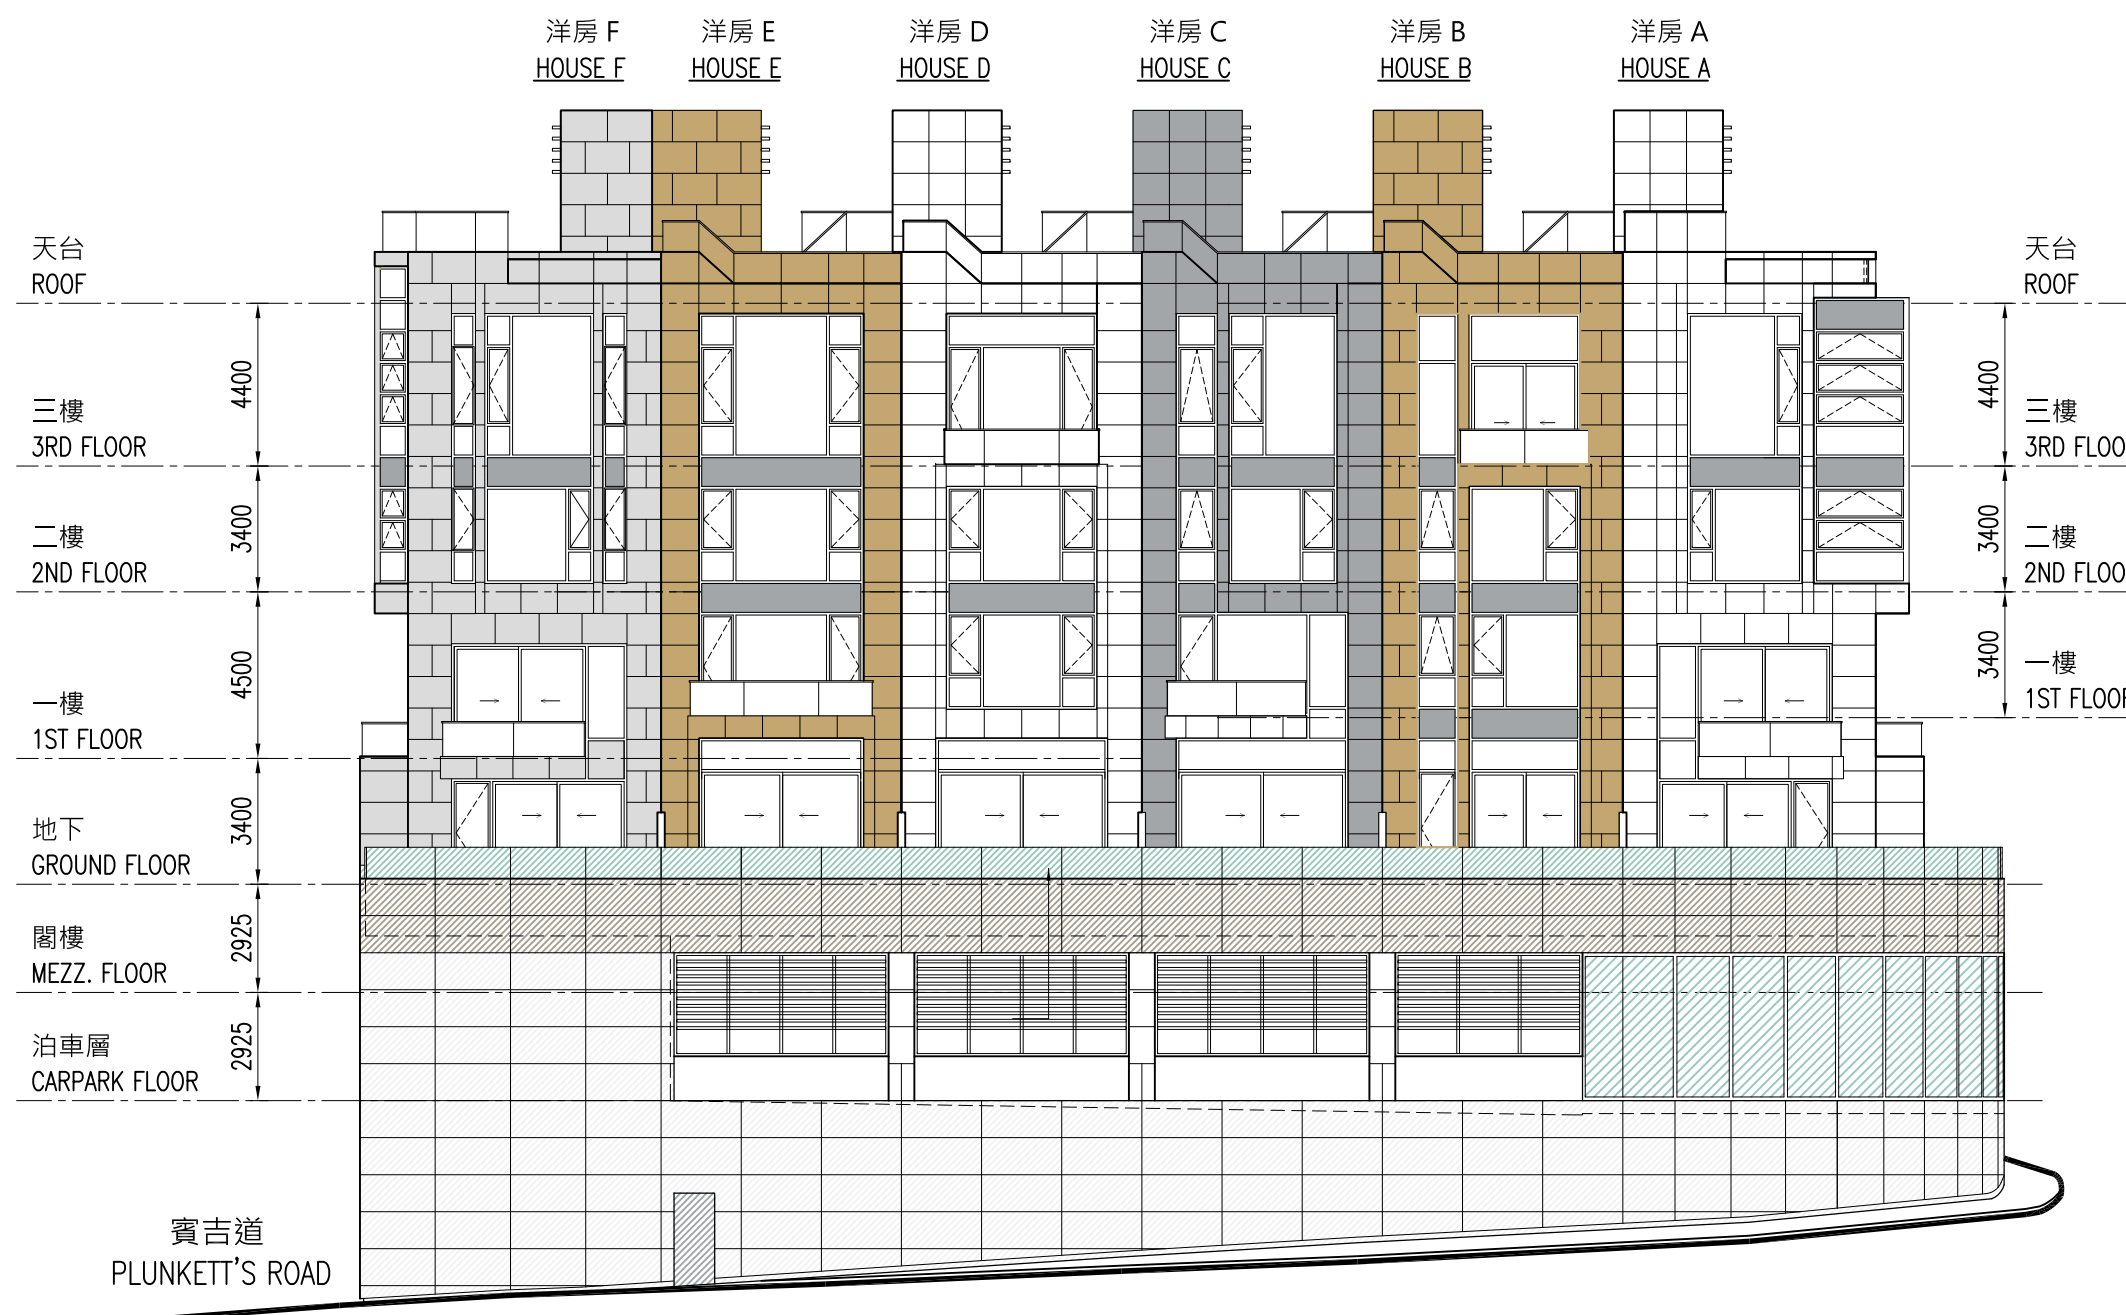 洋房 F
HOUSE F
洋房 E
HOUSE E
洋房 D
HOUSE D
洋房 C
HOUSE C
洋房 B
HOUSE B
洋房 A
HOUSE A
天台
ROOF
4400
三樓
3RD FLOOR
3400
二樓
2ND FLOOR
4500
一樓
1ST FLOOR
3400
地下
GROUND FLOOR
2925
閣樓
MEZZ. FLOOR
2925
泊車層
CARPARK FLOOR
賓吉道
PLUNKETT'S ROAD
天台
ROOF
4400
三樓
3RD FLOO
3400
二樓
2ND FLOO
3400
一樓
1ST FLOOR